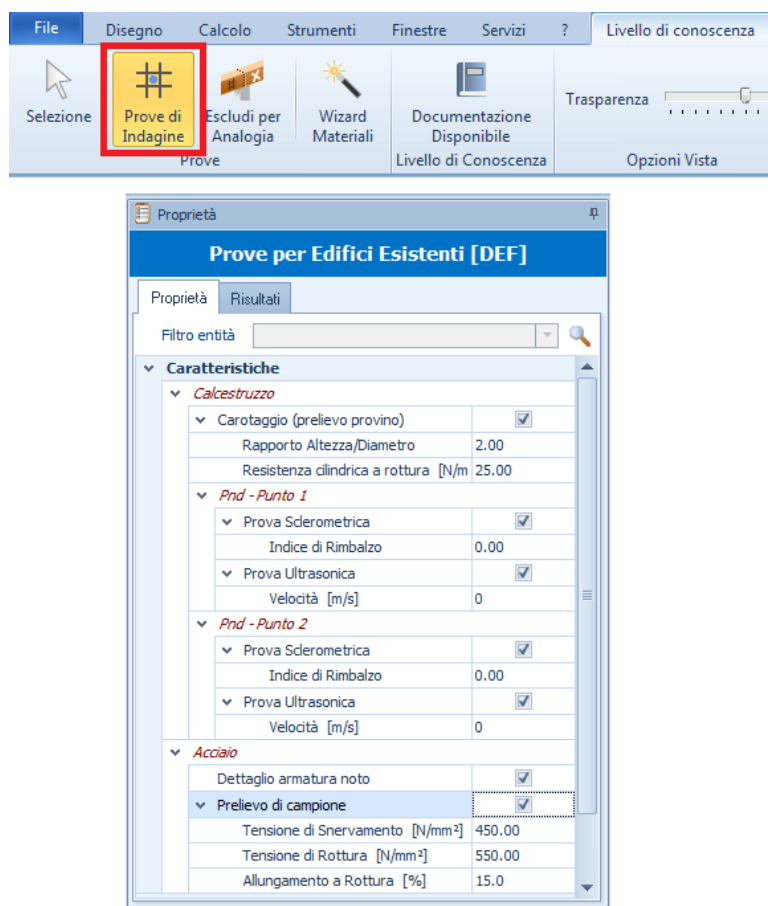 File Disegno Calcolo Strumenti Finestre Servizi ? Livello di conoscenza
Selezione
Prove di
Indagine
Escludi per
Analogia
Wizard
Materiali
Documentazione
Disponibile
Trasparenza
Prove
Livello di Conoscenza
Opzioni Vista
Proprietà
Prove per Edifici Esistenti [DEF]
Proprietà Risultati
Filtro entità
Caratteristiche
Calcestruzzo
Carotaggio (prelievo provino)
Rapporto Altezza/Diametro 2.00
Resistenza cilindrica a rottura [N/m 25.00
Pnd - Punto 1
Prova Sclerometrica
Indice di Rimbalzo 0.00
Prova Ultrasonica
Velocità [m/s] 0
Pnd - Punto 2
Prova Sclerometrica
Indice di Rimbalzo 0.00
Prova Ultrasonica
Velocità [m/s] 0
Acciaio
Dettaglio armatura noto
Prelievo di campione
Tensione di Snervamento [N/mm²] 450.00
Tensione di Rottura [N/mm²] 550.00
Allungamento a Rottura [%] 15.0